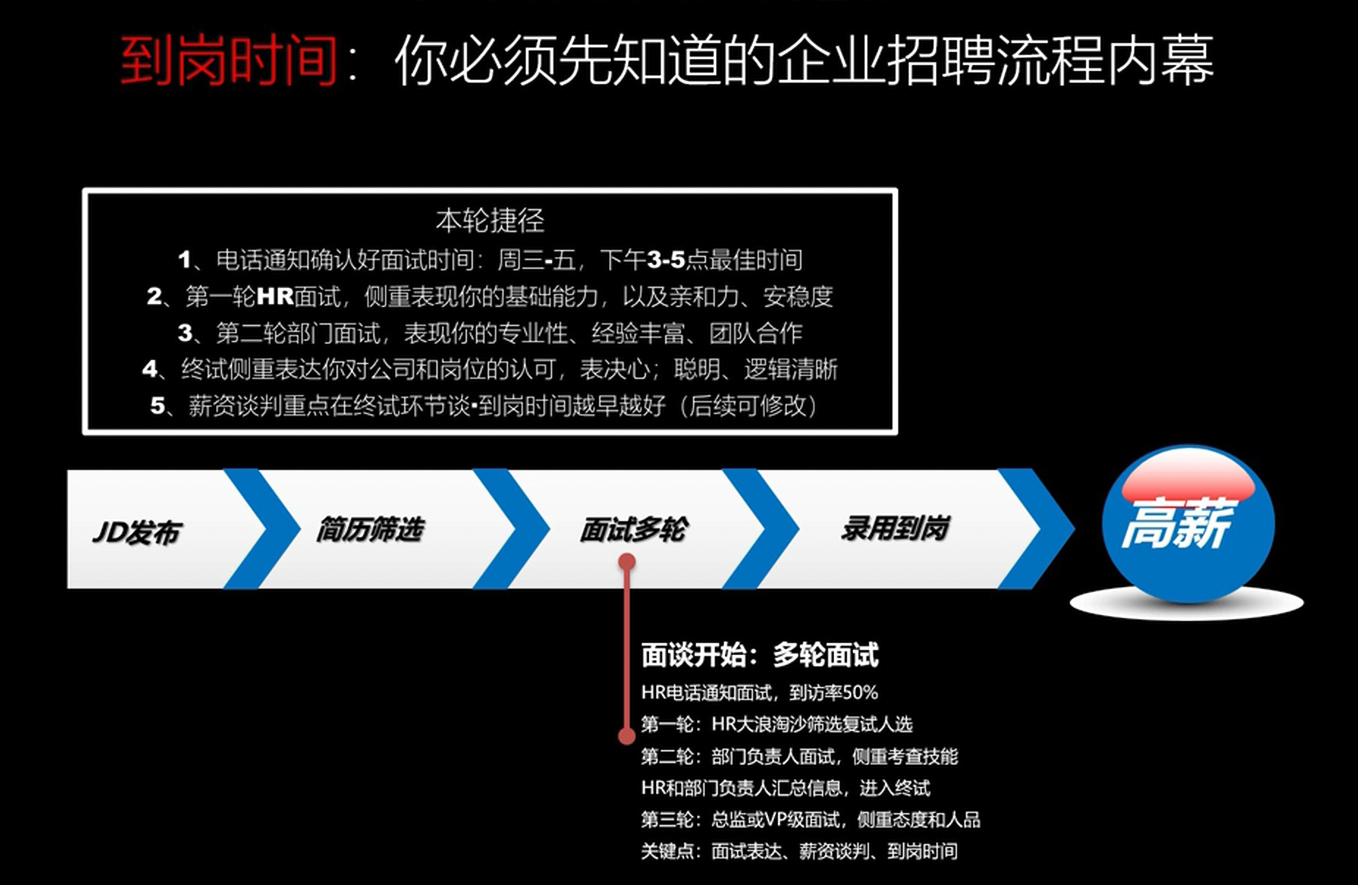 到岗时间：你必须先知道的企业招聘流程内幕
本轮捷径
1、电话通知确认好面试时间：周三-五，下午3-5点最佳时间
2、第一轮HR面试，侧重表现你的基础能力，以及亲和力、安稳度
3、第二轮部门面试，表现你的专业性、经验丰富、团队合作
4、终试侧重表达你对公司和岗位的认可，表决心；聪明、逻辑清晰
5、薪资谈判重点在终试环节谈·到岗时间越早越好（后续可修改）
JD发布
简历筛选
面试多轮
录用到岗
高薪
面谈开始：多轮面试
HR电话通知面试，到访率50%
第一轮：HR大浪淘沙筛选复试人选
第二轮：部门负责人面试，侧重考查技能
HR和部门负责人汇总信息，进入终试
第三轮：总监或VP级面试，侧重态度和人品
关键点：面试表达、薪资谈判、到岗时间